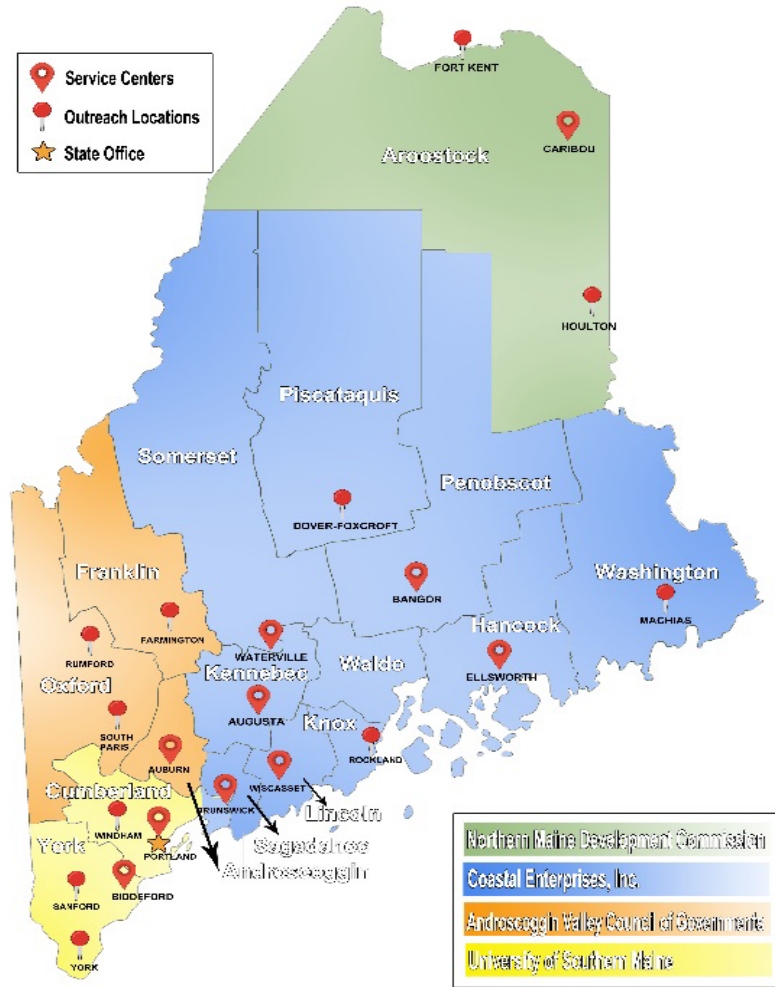 Service Centers
Outreach Locations
State Office
FORT KENT
CARIBOU
Aroostock
HOULTON
Piscataquis
Somerset
Penobscot
DOVER-FOXCROFT
Franklin
Washington
BANGOR
MACHIAS
Hancock
FARMINGTON
RUMFORD
WATERVILLE
Waldo
ELLSWORTH
Kennebec
Oxford
AUGUSTA
Knox
SOUTH
PARIS
ROCKLAND
AUBURN
WISCASSET
Cumberland
BRUNSWICK
Lincoln
WINDHAM
Sagadahoc
York
PORTLAND
Androscoggin
BIDDEFORD
SANFORD
YORK
Northern Maine Development Commission
Coastal Enterprises, Inc.
Androscoggin Valley Council of Governments
University of Southern Maine